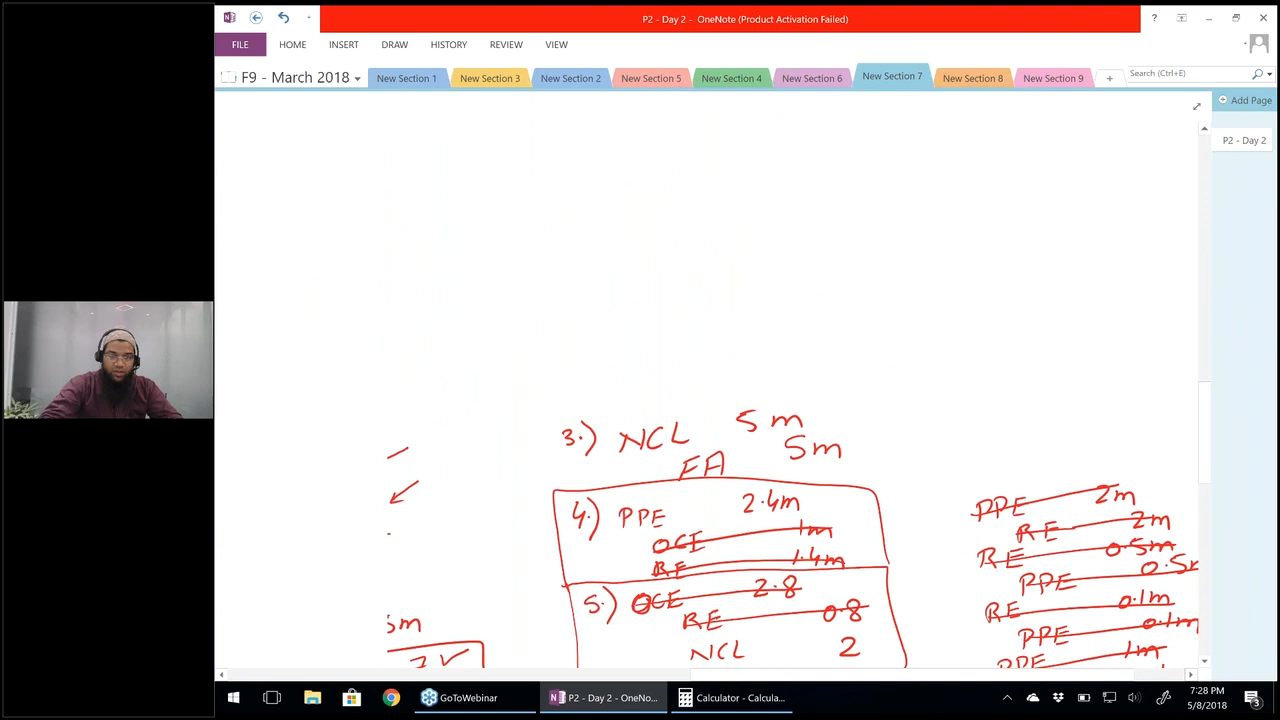 P2 - Day 2 - OneNote (Product Activation Failed)
FILE HOME INSERT DRAW HISTORY REVIEW VIEW
F9 - March 2018 New Section 1 New Section 3 New Section 2 New Section 5 New Section 4 New Section 6 New Section 7 New Section 8 New Section 9 Search (Ctrl+E)
Add Page
P2 - Day 2
3.) NCL 5m
FA 5m
4.) PPE 2.4m
OCE 1m
RE 1.4m
5.) OCE 2.8
RE 0.8
NCL 2
5m
7
PPE 2m
RE 2m
RE 0.5m
PPE 0.5
RE 0.1m
PPE 0.1m
PPE 1m
GoToWebinar P2 - Day 2 - OneNo... Calculator - Calcula...
7:28 PM
5/8/2018
3